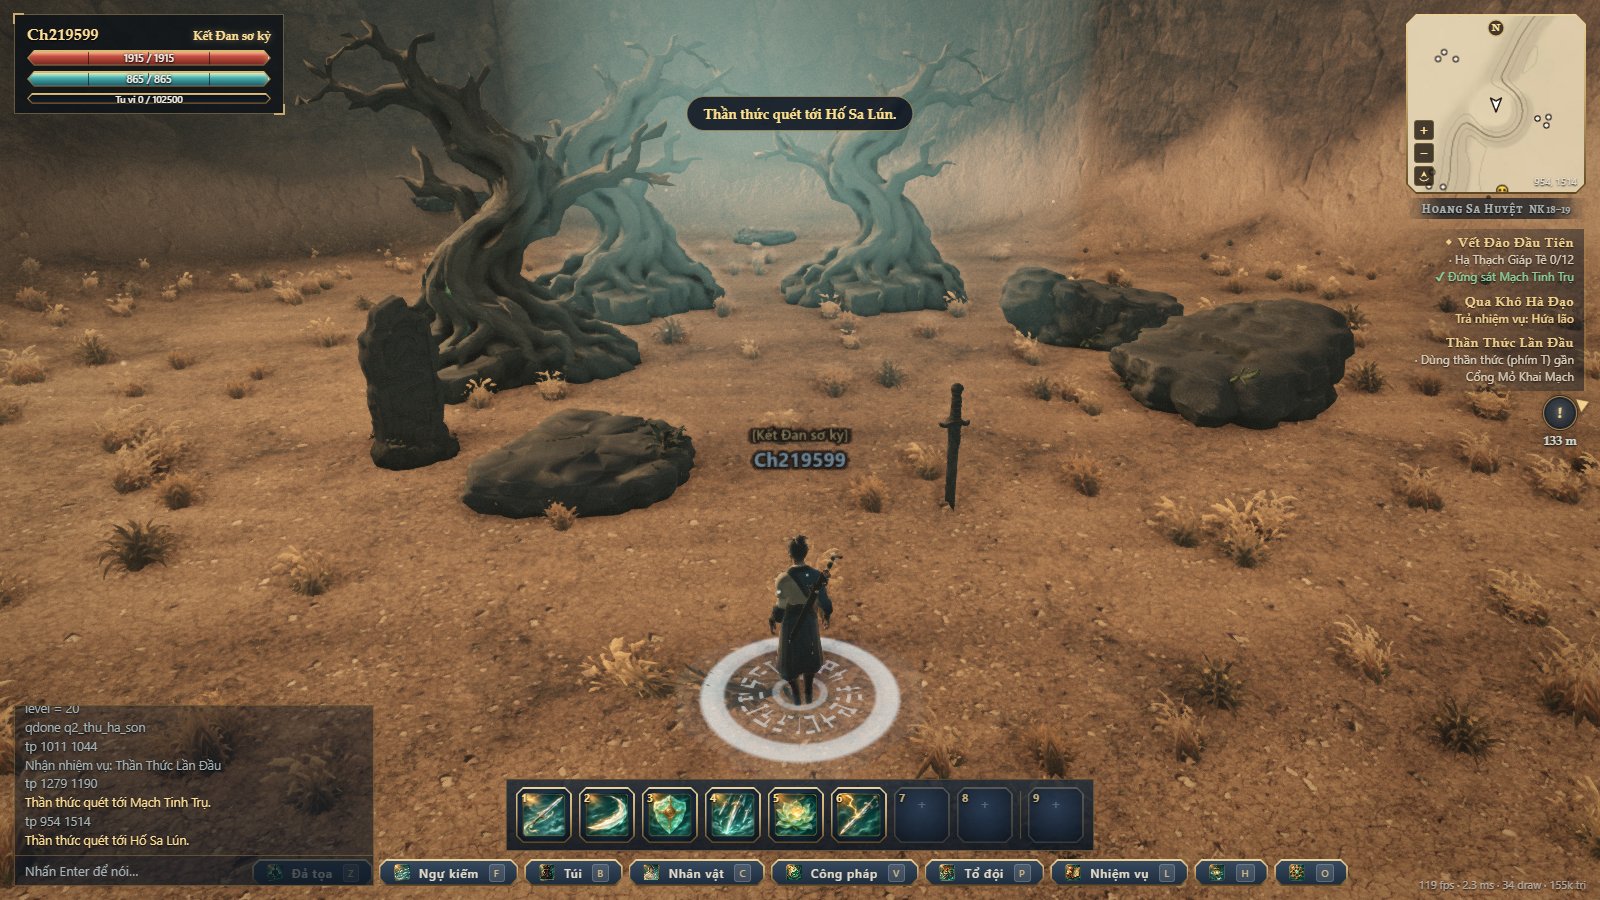 Ch219599
Kết Đan sơ kỳ
1915 / 1915
865 / 865
Tu vi 0 / 102500
Thần thức quét tới Hố Sa Lún.
N
+
−
954, 1514
Hoang Sa Huyệt NK 18–19
Vết Đào Đầu Tiên
· Hạ Thạch Giáp Tê 0/12
✓ Đứng sát Mạch Tinh Trụ
Qua Khô Hà Đạo
Trả nhiệm vụ: Hứa lão
Thần Thức Lần Đầu
· Dùng thần thức (phím T) gần
Cổng Mỏ Khai Mạch
!
133 m
[Kết Đan sơ kỳ]
Ch219599
level = 20
qdone q2_thu_ha_son
tp 1011 1044
Nhận nhiệm vụ: Thần Thức Lần Đầu
tp 1279 1190
Thần thức quét tới Mạch Tinh Trụ.
tp 954 1514
Thần thức quét tới Hố Sa Lún.
Nhấn Enter để nói...
1 2 3 4 5 6 7 + 8 + 9 +
Đả tọa Z Ngự kiếm F Túi B Nhân vật C Công pháp V Tổ đội P Nhiệm vụ L H O
119 fps · 2.3 ms · 34 draw · 155k tri